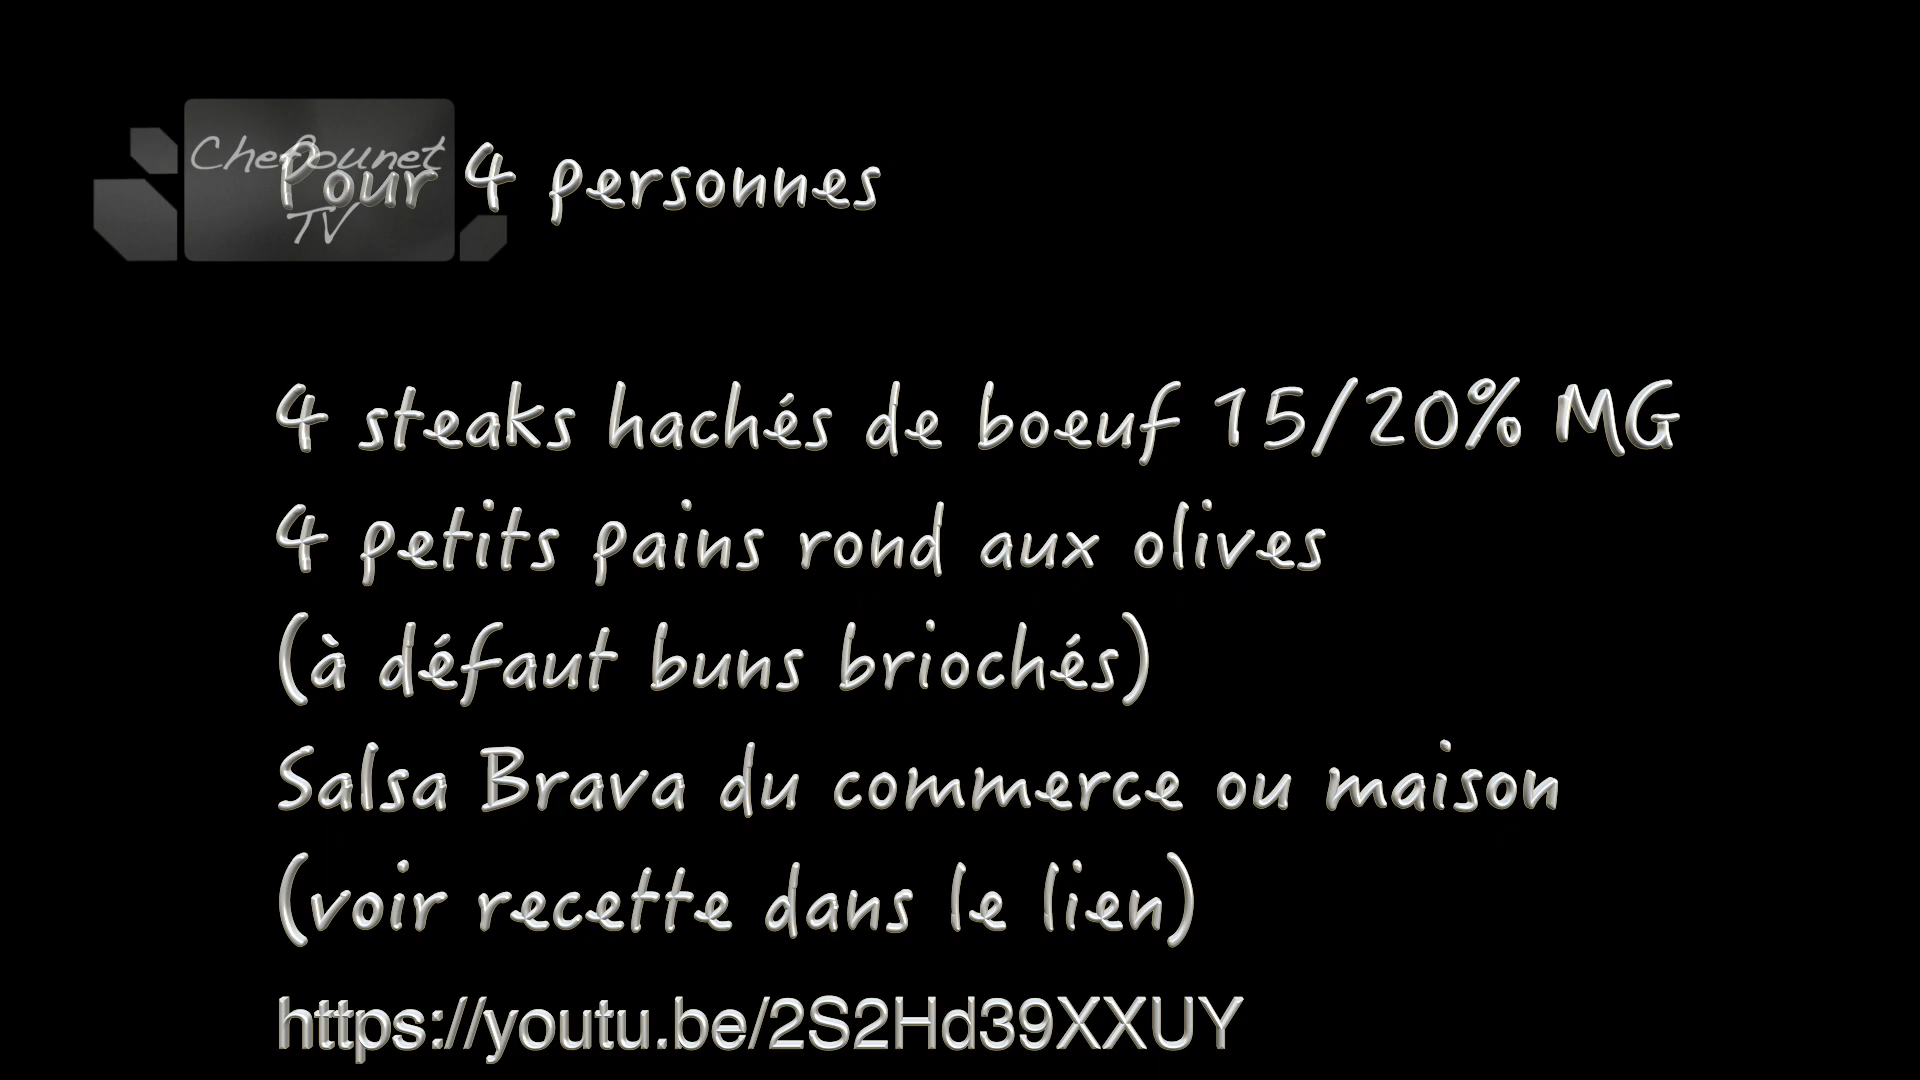 Chefounet
TV
Pour 4 personnes
4 steaks hachés de boeuf 15/20% MG
4 petits pains rond aux olives
(à défaut buns briochés)
Salsa Brava du commerce ou maison
(voir recette dans le lien)
https://youtu.be/2S2Hd39XXUY